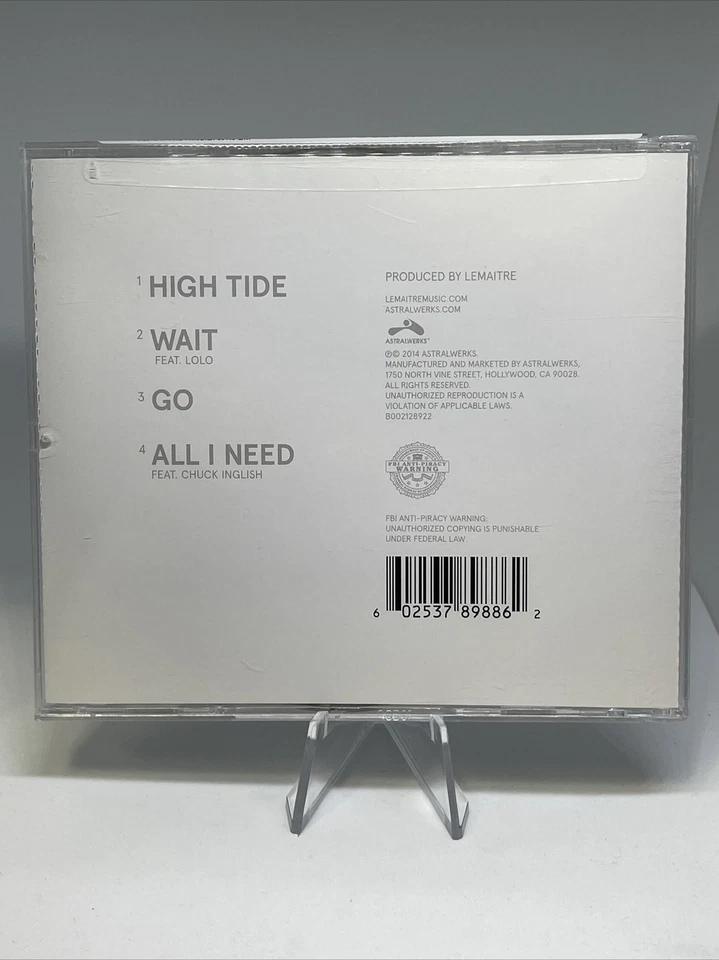 1 HIGH TIDE
2 WAIT
FEAT. LOLO
3 GO
4 ALL I NEED
FEAT. CHUCK INGLISH
PRODUCED BY LEMAITRE
LEMAITREMUSIC.COM
ASTRALWERKS.COM
ASTRALWERKS
℗© 2014 ASTRALWERKS.
MANUFACTURED AND MARKETED BY ASTRALWERKS,
1750 NORTH VINE STREET, HOLLYWOOD, CA 90028.
ALL RIGHTS RESERVED.
UNAUTHORIZED REPRODUCTION IS A
VIOLATION OF APPLICABLE LAWS.
B002128922
FBI ANTI-PIRACY
WARNING
FBI ANTI-PIRACY WARNING:
UNAUTHORIZED COPYING IS PUNISHABLE
UNDER FEDERAL LAW.
6 02537 89886 2